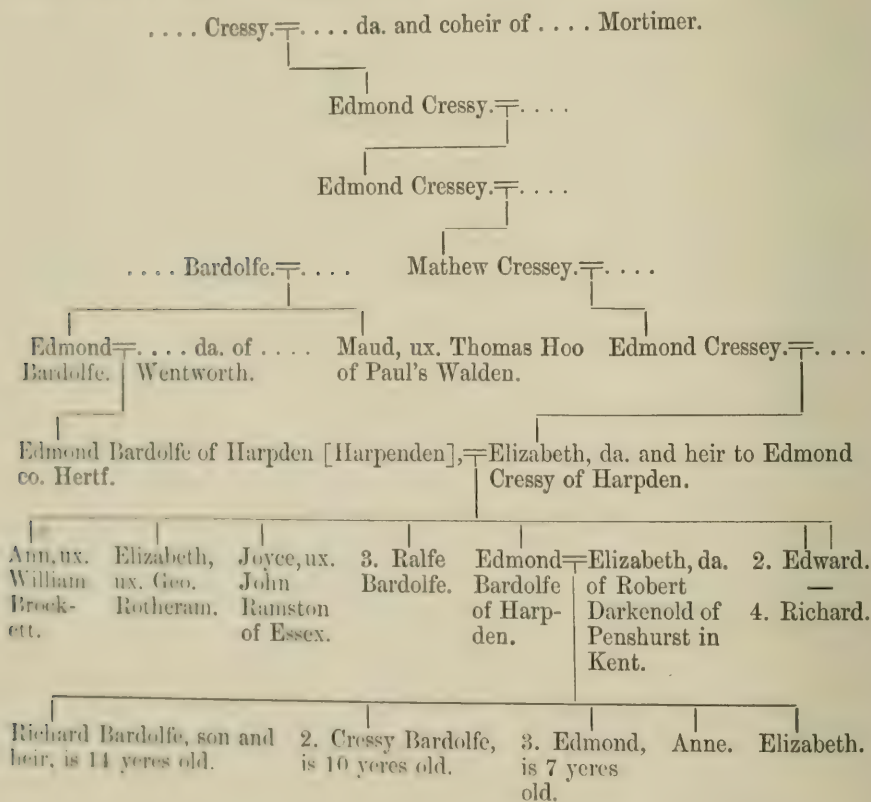 . . . . Cressy.╤. . . . da. and coheir of . . . . Mortimer.
Edmond Cressy.╤. . . .
Edmond Cressey.╤. . . .
. . . . Bardolfe.╤. . . .
Mathew Cressey.╤. . . .
Edmond╤. . . . da. of . . . .
Bardolfe. Wentworth.
Maud, ux. Thomas Hoo
of Paul's Walden.
Edmond Cressey.╤. . . .
Edmond Bardolfe of Harpden [Harpenden],╤Elizabeth, da. and heir to Edmond
co. Hertf. Cressy of Harpden.
Ann, ux.
William
Brock-
ett.
Elizabeth,
ux. Geo.
Rotheram.
Joyce, ux.
John
Ramston
of Essex.
3. Ralfe
Bardolfe.
Edmond╤Elizabeth, da.
Bardolfe of Robert
of Harp- Darkenold of
den. Penshurst in
Kent.
2. Edward.
—
4. Richard.
Richard Bardolfe, son and
heir, is 14 yeres old.
2. Cressy Bardolfe,
is 10 yeres old.
3. Edmond,
is 7 yeres
old.
Anne.
Elizabeth.